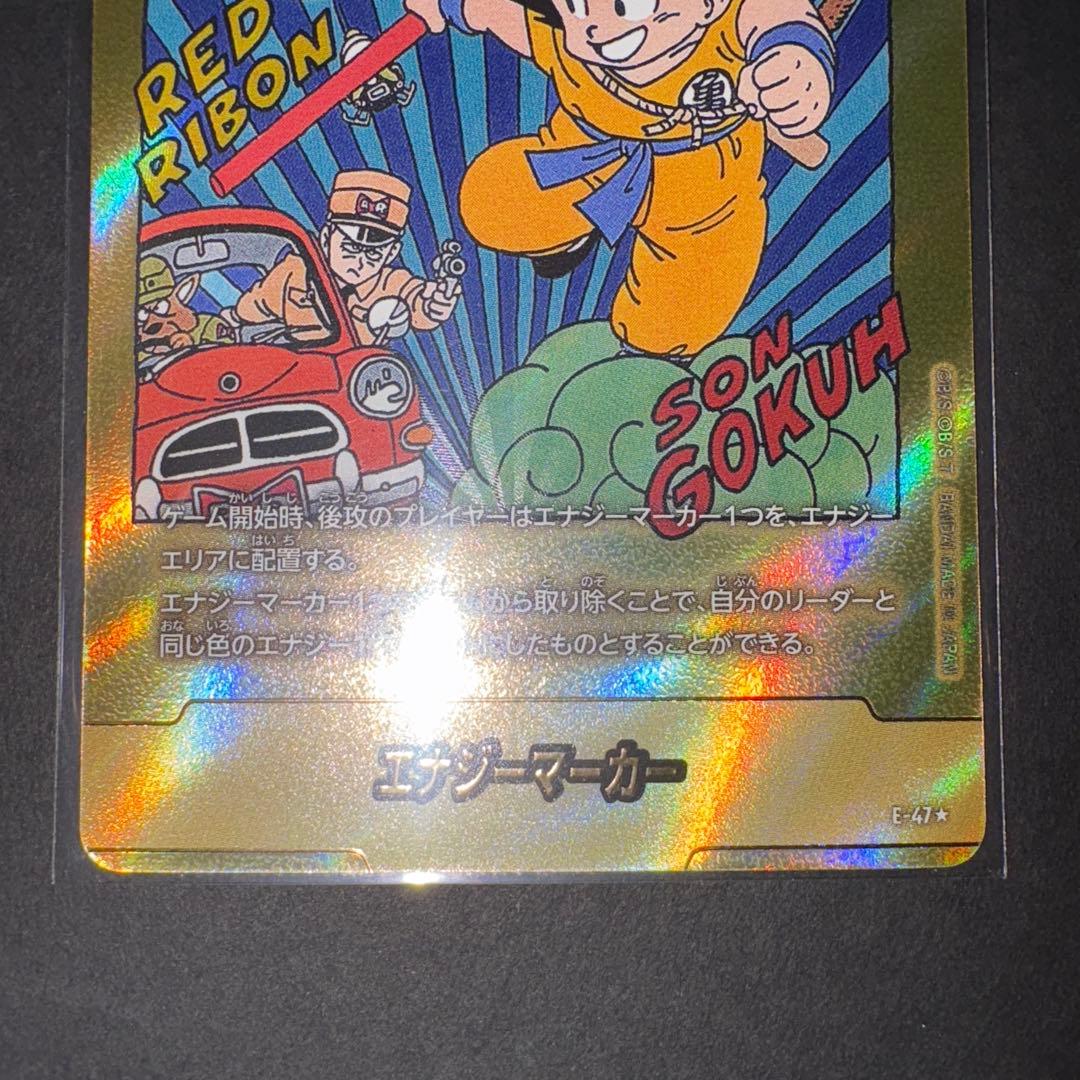 RED
RIBON
亀
RR
SON
GOKUH
ゲーム開始時、後攻のプレイヤーはエナジーマーカー1つを、エナジー
エリアに配置する。
エナジーマーカー1 から取り除くことで、自分のリーダーと
同じ色のエナジー にしたものとすることができる。
エナジーマーカー
E-47★
©B/S ©B/S・T BANDAI MADE IN JAPAN